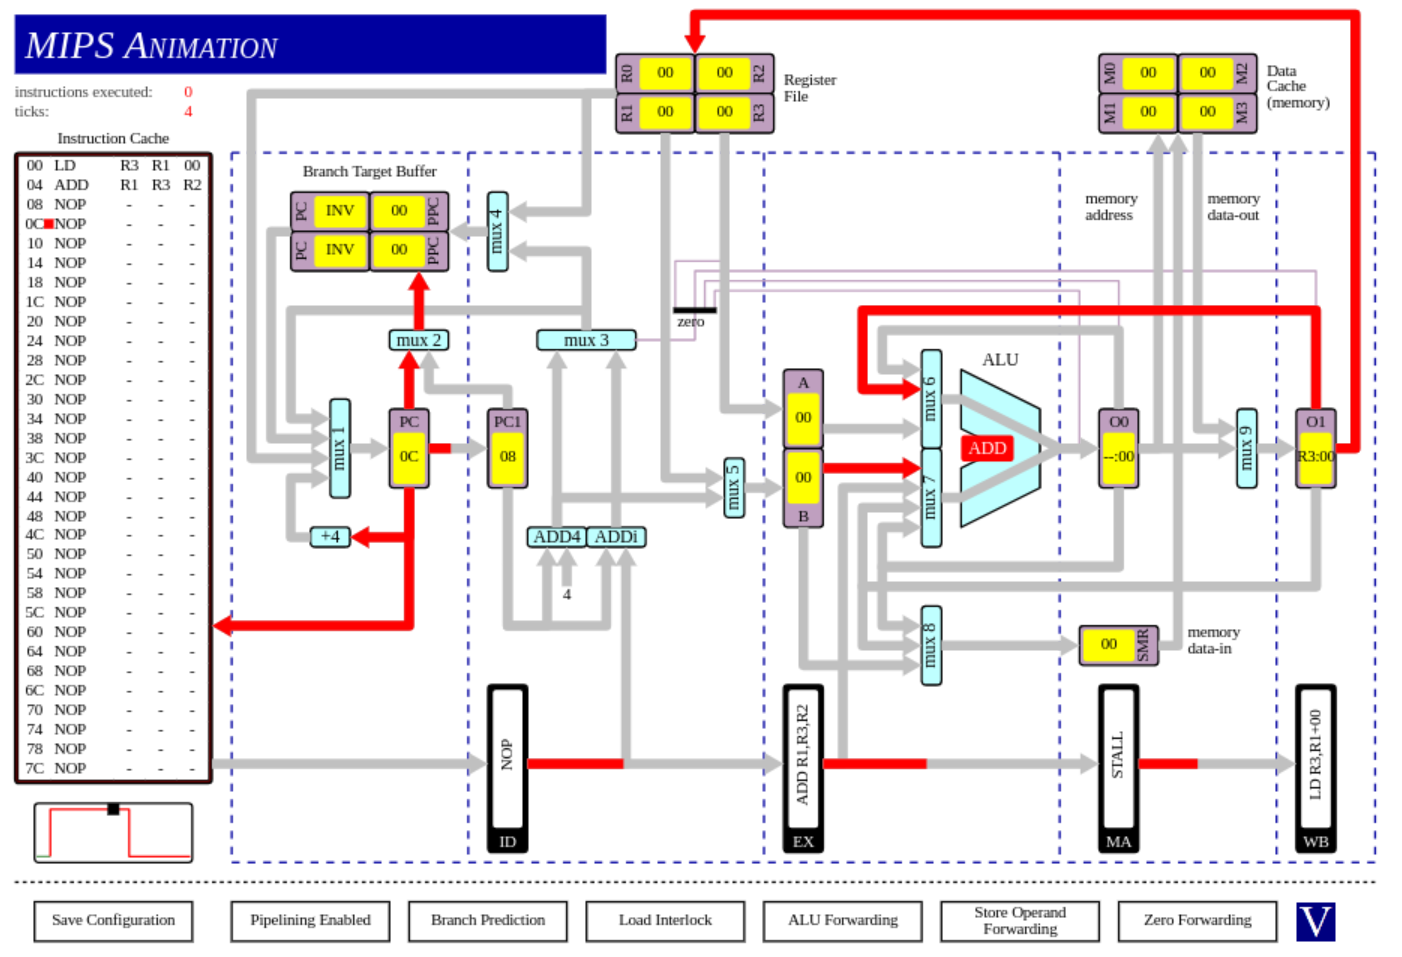 MIPS ANIMATION
instructions executed: 0
ticks: 4
Instruction Cache
00 LD R3 R1 00
04 ADD R1 R3 R2
08 NOP - - -
0C NOP - - -
10 NOP - - -
14 NOP - - -
18 NOP - - -
1C NOP - - -
20 NOP - - -
24 NOP - - -
28 NOP - - -
2C NOP - - -
30 NOP - - -
34 NOP - - -
38 NOP - - -
3C NOP - - -
40 NOP - - -
44 NOP - - -
48 NOP - - -
4C NOP - - -
50 NOP - - -
54 NOP - - -
58 NOP - - -
5C NOP - - -
60 NOP - - -
64 NOP - - -
68 NOP - - -
6C NOP - - -
70 NOP - - -
74 NOP - - -
78 NOP - - -
7C NOP - - -
R0 00 00 R2
R1 00 00 R3
Register
File
M0 00 00 M2
M1 00 00 M3
Data
Cache
(memory)
Branch Target Buffer
PC INV 00 PPC
PC INV 00 PPC
mux 4
memory
address
memory
data-out
zero
mux 2
mux 3
mux 1
PC
0C
PC1
08
+4
ADD4
ADDi
4
mux 5
A
00
00
B
mux 6
mux 7
ALU
ADD
O0
--:00
mux 9
O1
R3:00
mux 8
00 SMR
memory
data-in
NOP
ID
ADD R1,R3,R2
EX
STALL
MA
LD R3,R1+00
WB
Save Configuration
Pipelining Enabled
Branch Prediction
Load Interlock
ALU Forwarding
Store Operand
Forwarding
Zero Forwarding
V